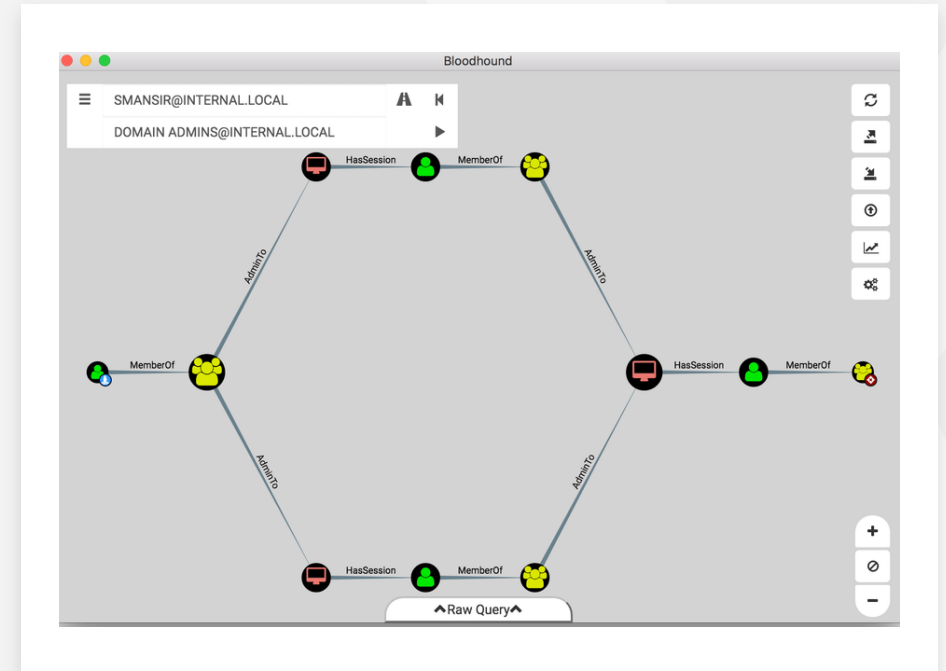 Bloodhound
SMANSIR@INTERNAL.LOCAL
DOMAIN ADMINS@INTERNAL.LOCAL
HasSession
MemberOf
AdminTo
AdminTo
MemberOf
HasSession
MemberOf
AdminTo
AdminTo
HasSession
MemberOf
Raw Query